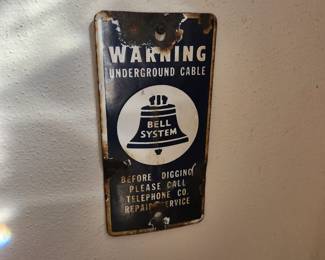 WARNING
UNDERGROUND CABLE
BELL
SYSTEM
BEFORE DIGGING
PLEASE CALL
TELEPHONE CO.
REPAIR SERVICE